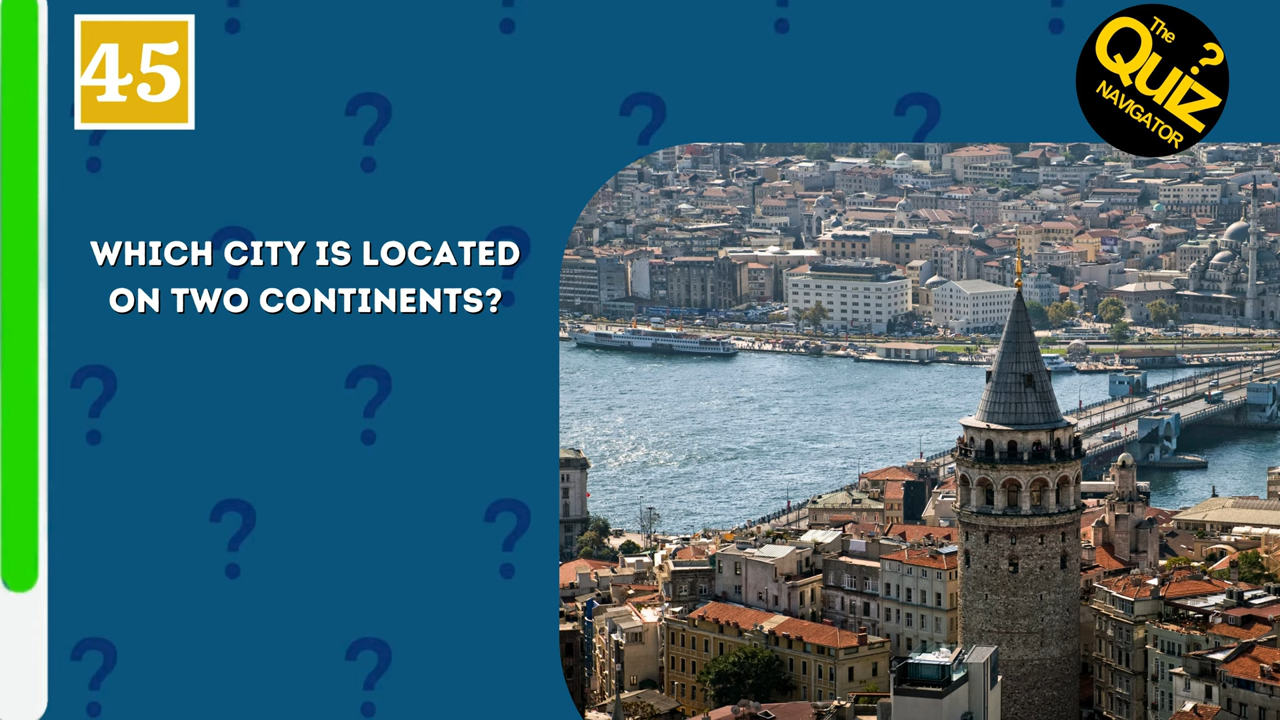 45
The
Quiz
NAVIGATOR
WHICH CITY IS LOCATED
ON TWO CONTINENTS?